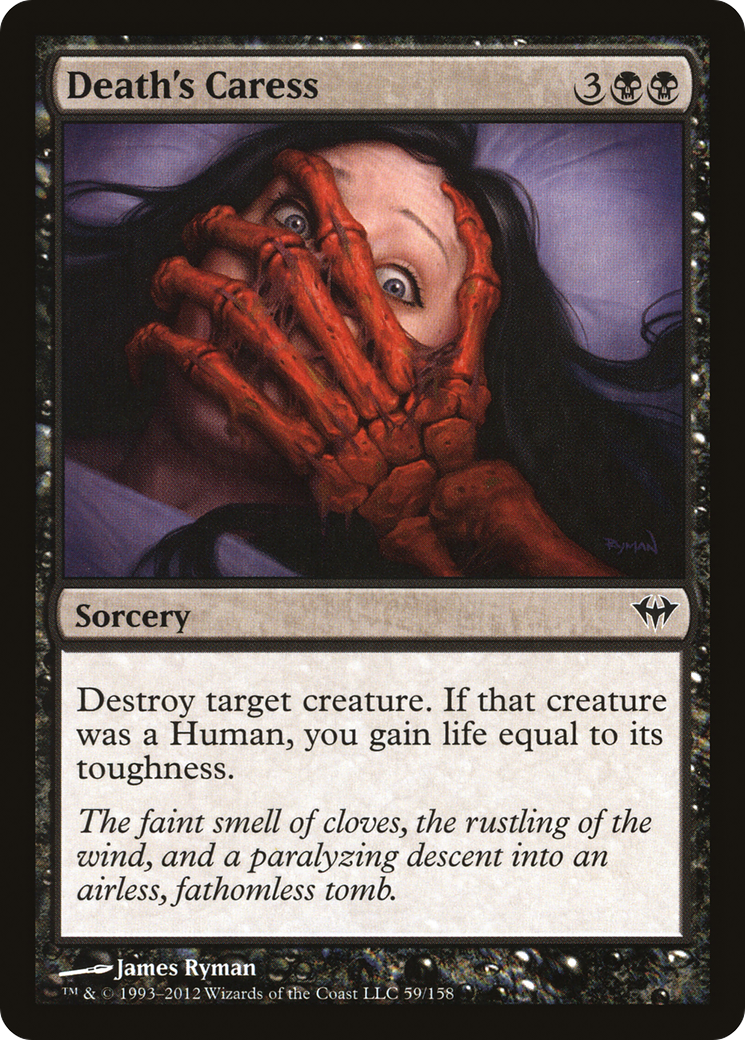 Death's Caress
3
RYMAN
Sorcery
Destroy target creature. If that creature
was a Human, you gain life equal to its
toughness.
The faint smell of cloves, the rustling of the
wind, and a paralyzing descent into an
airless, fathomless tomb.
James Ryman
™ & © 1993–2012 Wizards of the Coast LLC 59/158